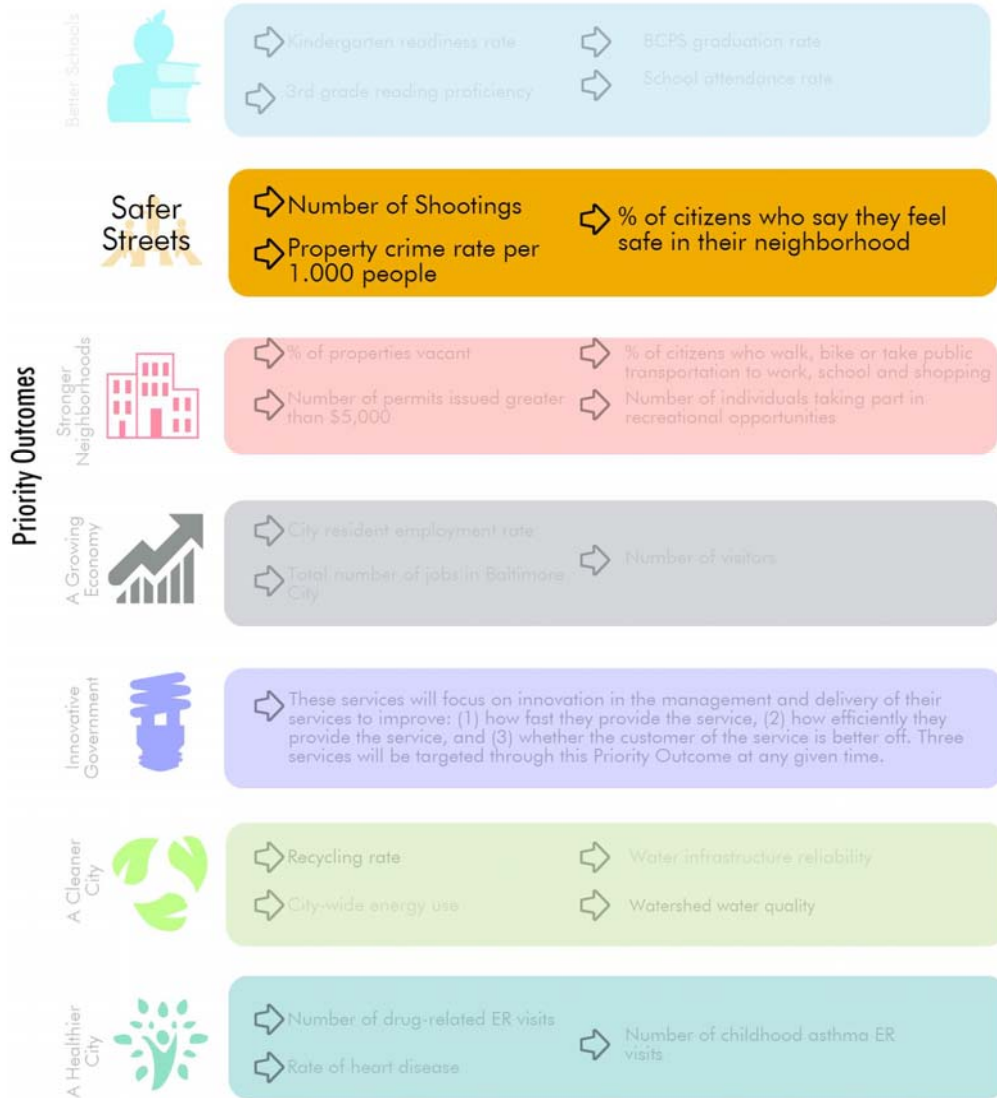 Priority Outcomes
Better Schools
Kindergarten readiness rate
3rd grade reading proficiency
BCPS graduation rate
School attendance rate
Safer
Streets
Number of Shootings
Property crime rate per
1.000 people
% of citizens who say they feel
safe in their neighborhood
Stronger
Neighborhoods
% of properties vacant
Number of permits issued greater
than $5,000
% of citizens who walk, bike or take public
transportation to work, school and shopping
Number of individuals taking part in
recreational opportunities
A Growing
Economy
City resident employment rate
Total number of jobs in Baltimore
City
Number of visitors
Innovative
Government
These services will focus on innovation in the management and delivery of their
services to improve: (1) how fast they provide the service, (2) how efficiently they
provide the service, and (3) whether the customer of the service is better off. Three
services will be targeted through this Priority Outcome at any given time.
A Cleaner
City
Recycling rate
City-wide energy use
Water infrastructure reliability
Watershed water quality
A Healthier
City
Number of drug-related ER visits
Rate of heart disease
Number of childhood asthma ER
visits